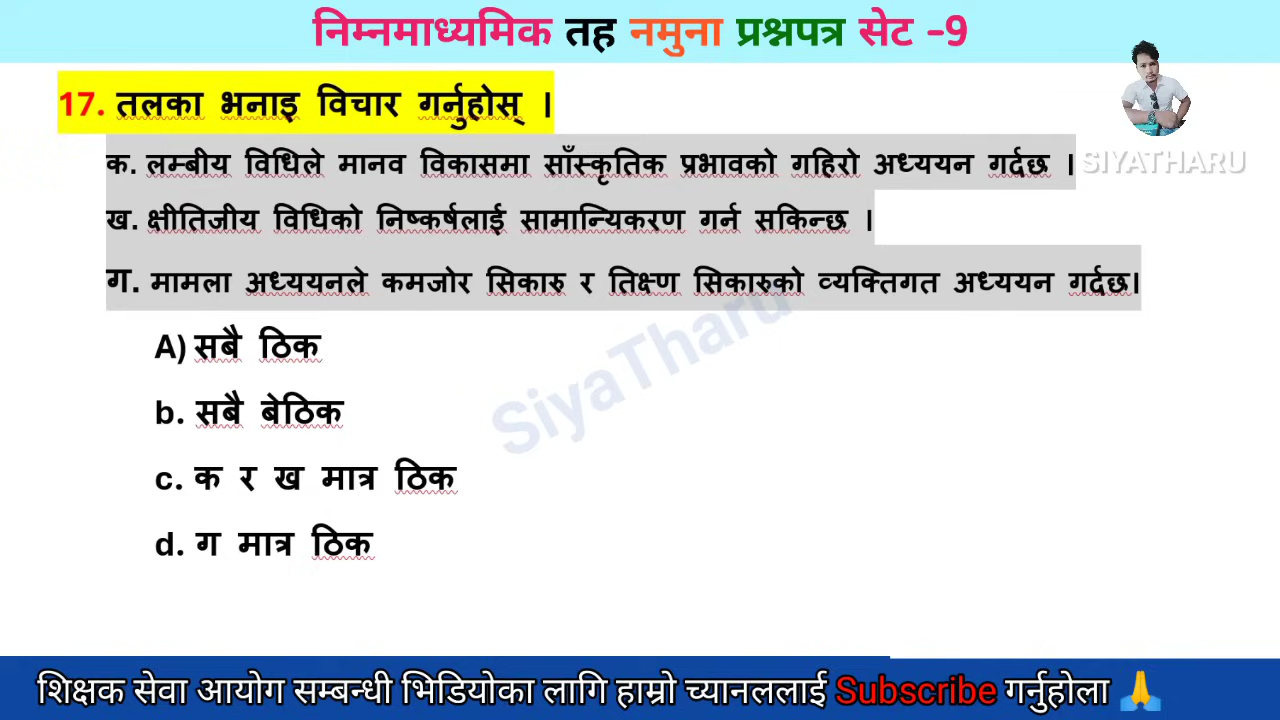 निम्नमाध्यमिक तह नमुना प्रश्नपत्र सेट -9
17. तलका भनाइ विचार गर्नुहोस् ।
SIYATHARU
क. लम्बीय विधिले मानव विकासमा साँस्कृतिक प्रभावको गहिरो अध्ययन गर्दछ ।
ख. क्षीतिजीय विधिको निष्कर्षलाई सामान्यिकरण गर्न सकिन्छ ।
ग. मामला अध्ययनले कमजोर सिकारु र तिक्ष्ण सिकारुको व्यक्तिगत अध्ययन गर्दछ।
SiyaTharu
A) सबै ठिक
b. सबै बेठिक
c. क र ख मात्र ठिक
d. ग मात्र ठिक
शिक्षक सेवा आयोग सम्बन्धी भिडियोका लागि हाम्रो च्यानललाई Subscribe गर्नुहोला 🙏